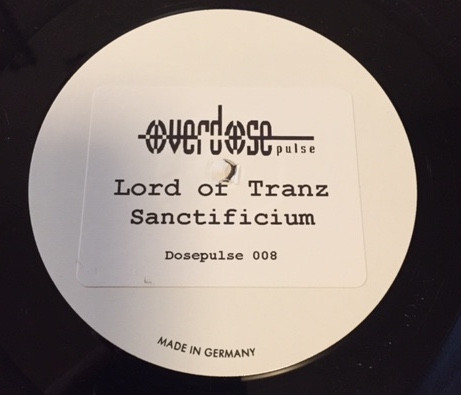 overdose
pulse
Lord of Tranz
Sanctificium
Dosepulse 008
MADE IN GERMANY